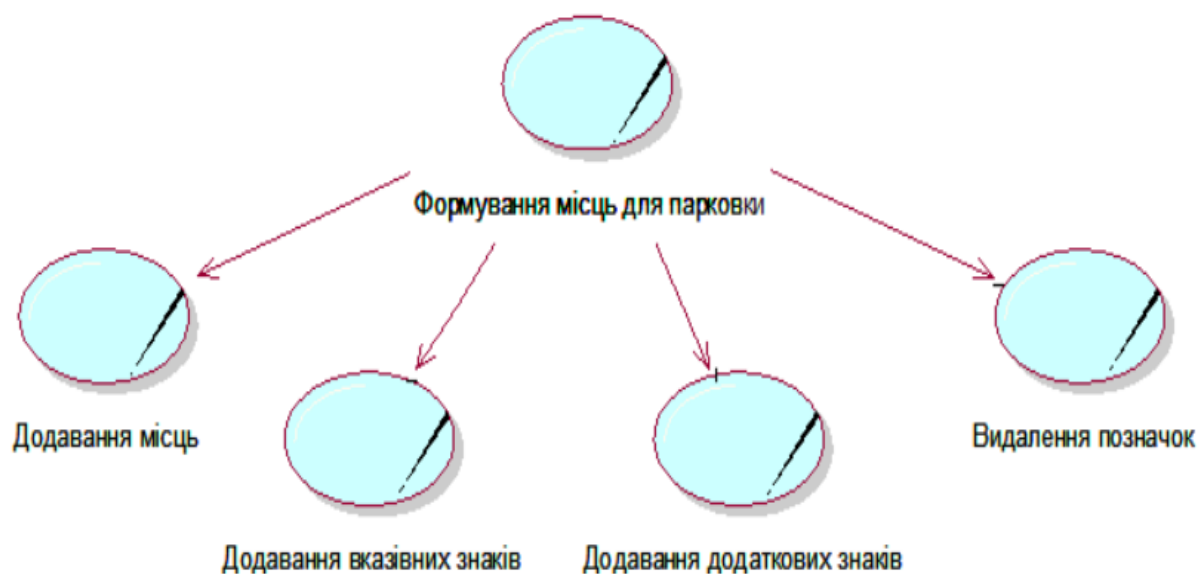 Формування місць для парковки
Додавання місць
Видалення позначок
Додавання вказівних знаків
Додавання додаткових знаків